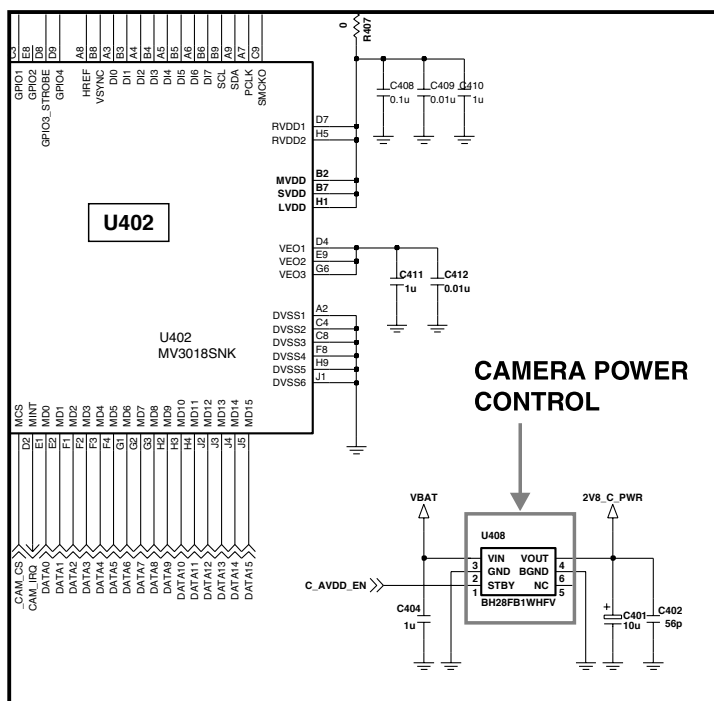 C3
E8
D8
D9
A8
B8
A3
B3
A4
B4
A5
B5
A6
B6
B9
A9
A7
C9
GPIO1
GPIO2
GPIO3_STROBE
GPIO4
HREF
VSYNC
DI0
DI1
DI2
DI3
DI4
DI5
DI6
DI7
SCL
SDA
PCLK
SMCKO
0
R407
C408
0.1u
C409
0.01u
C410
1u
RVDD1 D7
RVDD2 H5
MVDD B2
SVDD B7
LVDD H1
U402
VEO1 D4
VEO2 E9
VEO3 G6
C411
1u
C412
0.01u
DVSS1 A2
DVSS2 C4
DVSS3 C8
DVSS4 F8
DVSS5 H9
DVSS6 J1
U402
MV3018SNK
MCS
MINT
MD0
MD1
MD2
MD3
MD4
MD5
MD6
MD7
MD8
MD9
MD10
MD11
MD12
MD13
MD14
MD15
D2
E1
E2
F1
F2
F3
F4
G1
G2
G3
H2
H3
H4
J2
J3
J4
J5
_CAM_CS
CAM_IRQ
DATA0
DATA1
DATA2
DATA3
DATA4
DATA5
DATA6
DATA7
DATA8
DATA9
DATA10
DATA11
DATA12
DATA13
DATA14
DATA15
CAMERA POWER
CONTROL
VBAT
2V8_C_PWR
U408
VIN VOUT
3 GND BGND 4
2 STBY NC 6
1 5
BH28FB1WHFV
C_AVDD_EN
C404
1u
+
C401
10u
C402
56p